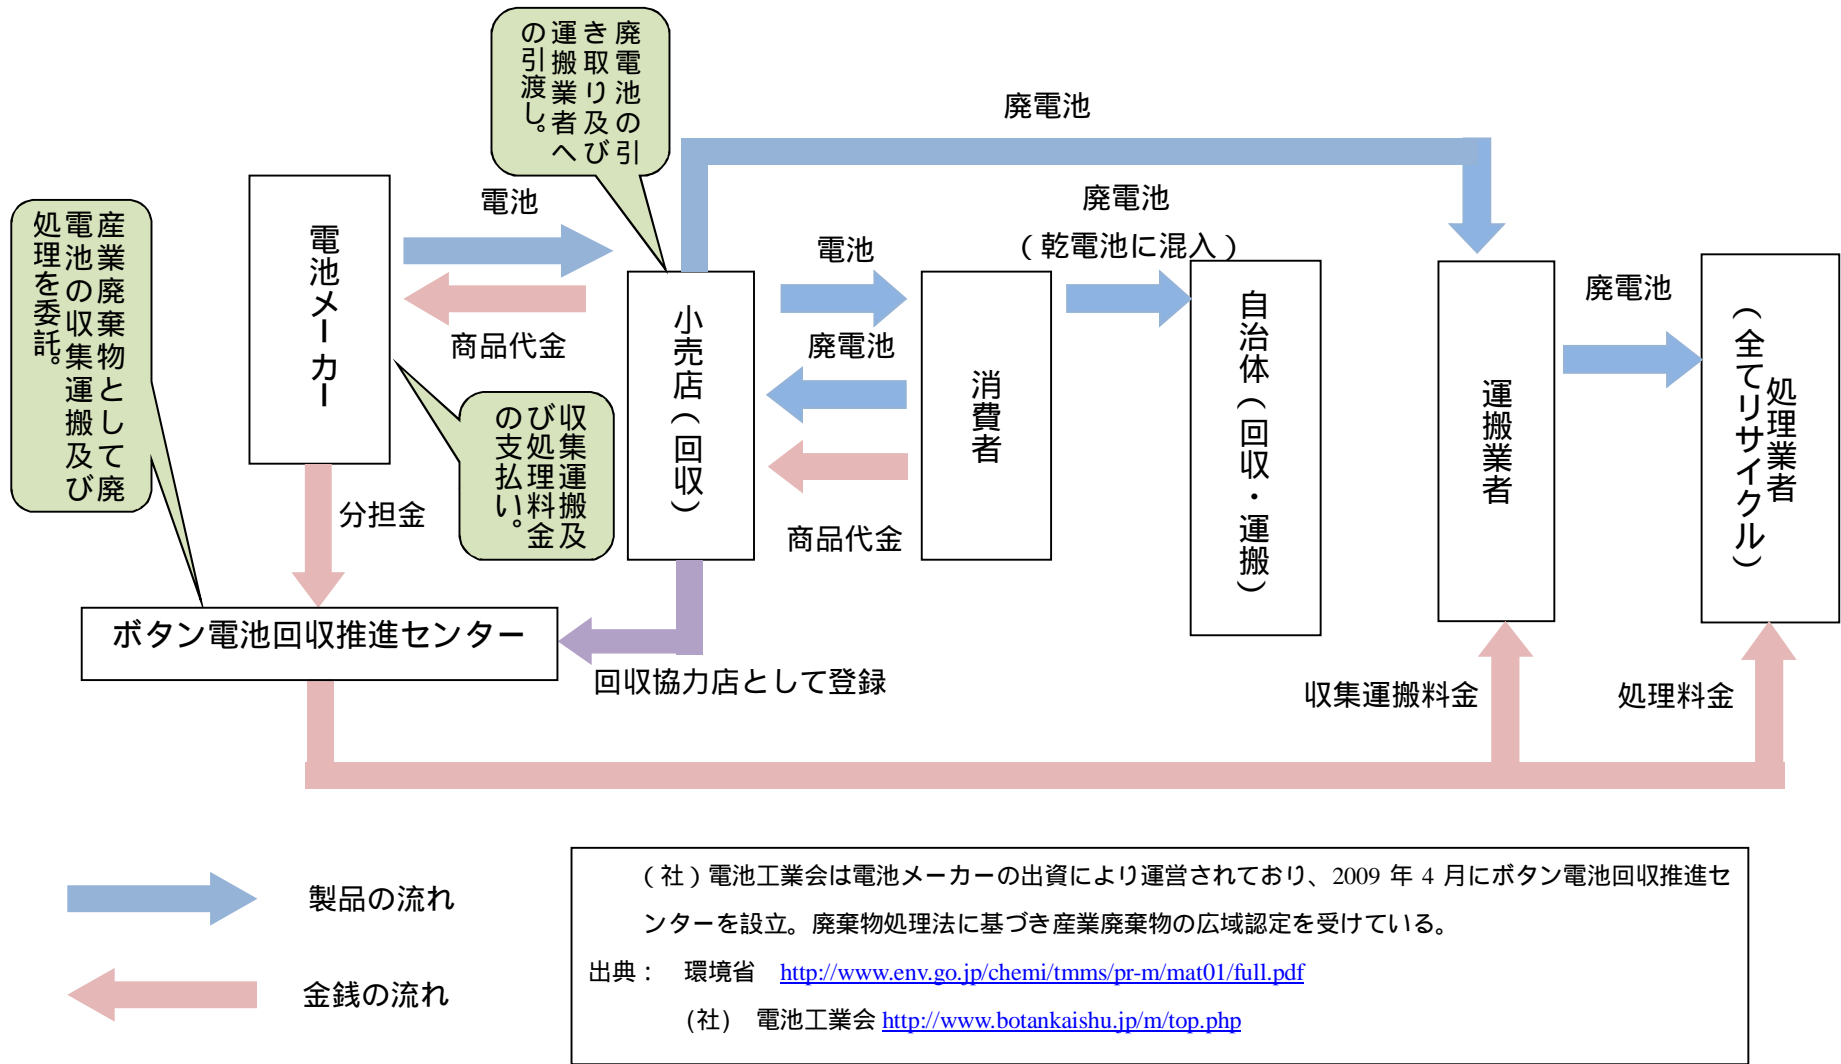 廃電池の引
き取り及び
運搬業者へ
の引渡し。
廃電池
産業廃棄物として廃
電池の収集運搬及び
処理を委託。
電池メーカー
電池
商品代金
収集運搬及
び処理料金
の支払い。
分担金
小売店(回収)
電池
廃電池
商品代金
消費者
廃電池
(乾電池に混入)
自治体(回収・運搬)
運搬業者
廃電池
処理業者
(全てリサイクル)
ボタン電池回収推進センター
回収協力店として登録
収集運搬料金
処理料金
製品の流れ
金銭の流れ
(社)電池工業会は電池メーカーの出資により運営されており、2009 年 4 月にボタン電池回収推進セ
ンターを設立。廃棄物処理法に基づき産業廃棄物の広域認定を受けている。
出典: 環境省 http://www.env.go.jp/chemi/tmms/pr-m/mat01/full.pdf
(社) 電池工業会 http://www.botankaishu.jp/m/top.php